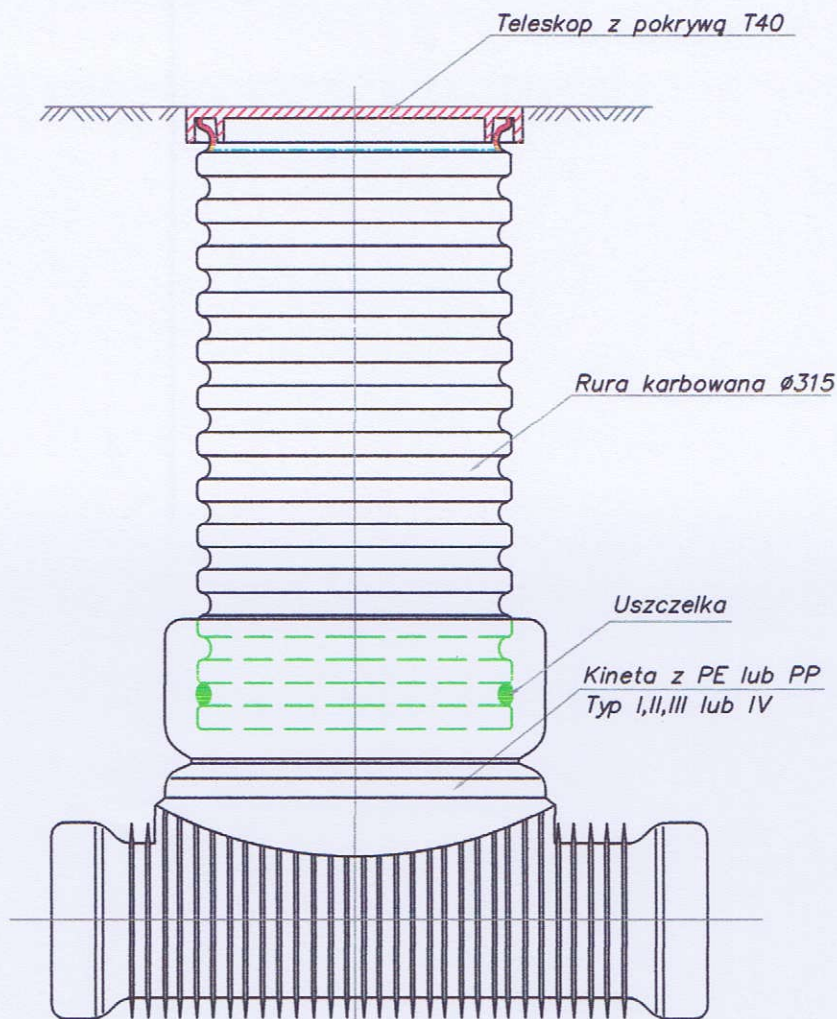 Teleskop z pokrywą T40
Rura karbowana ø315
Uszczelka
Kineta z PE lub PP
Typ I,II,III lub IV